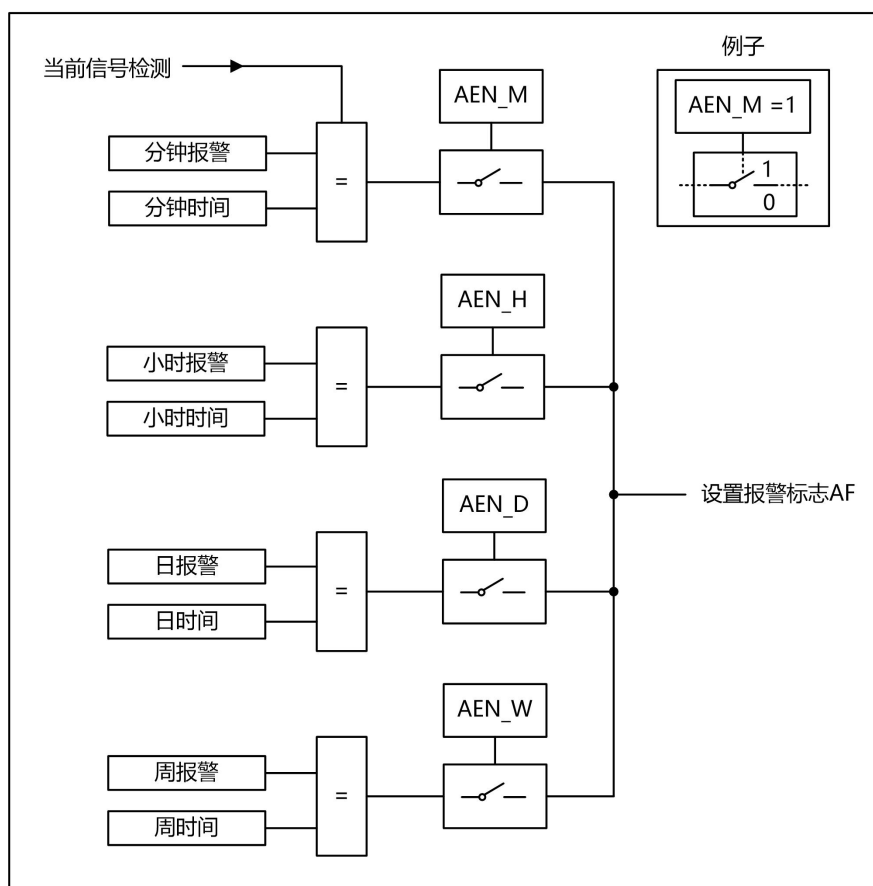 当前信号检测
例子
AEN_M
AEN_M =1
1
0
分钟报警
分钟时间
=
AEN_H
小时报警
小时时间
=
AEN_D
设置报警标志AF
日报警
日时间
=
AEN_W
周报警
周时间
=